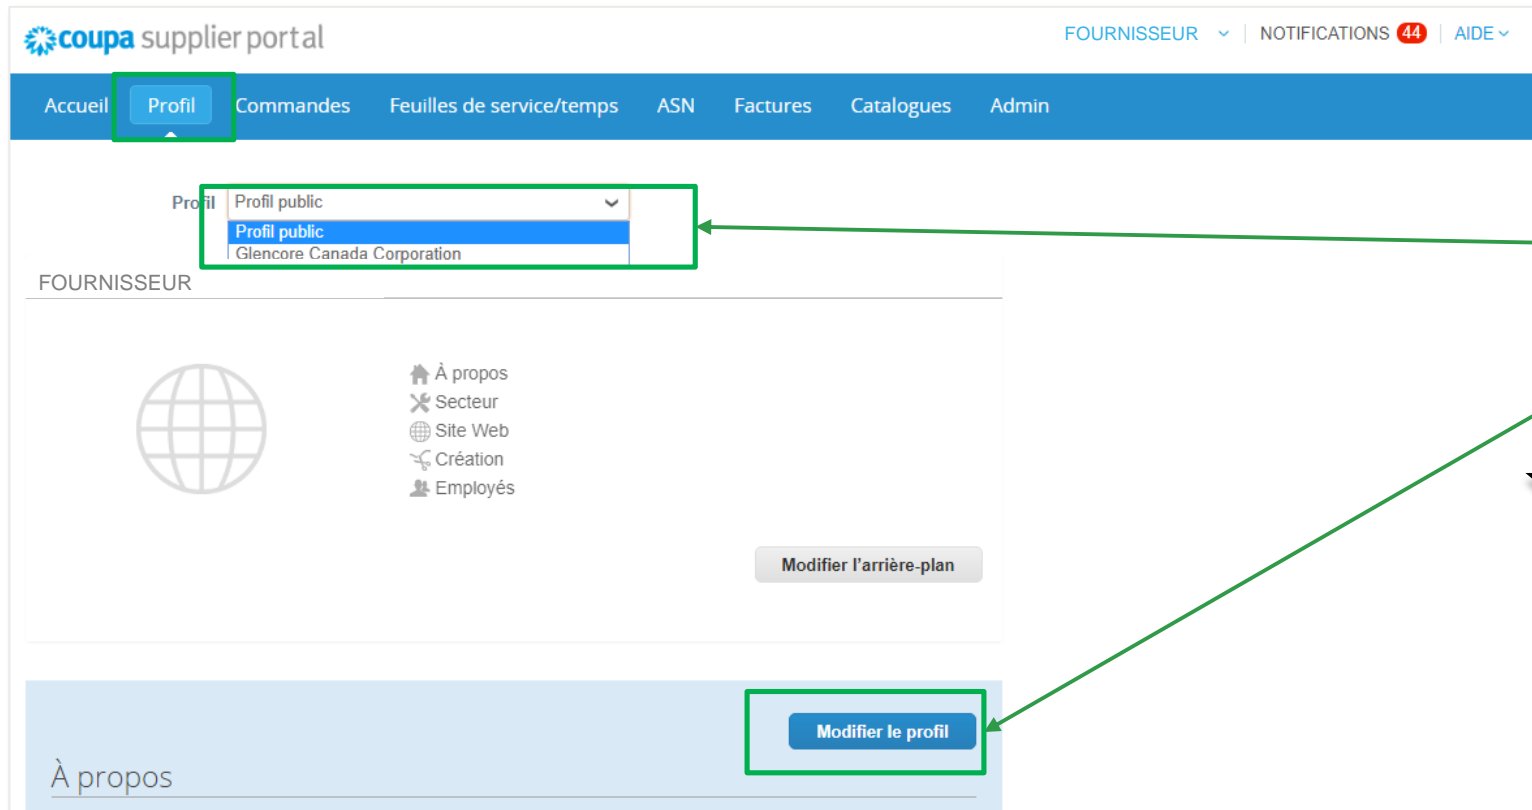 coupa supplier portal
FOURNISSEUR NOTIFICATIONS 44 AIDE
Accueil Profil Commandes Feuilles de service/temps ASN Factures Catalogues Admin
Profil Profil public
Profil public
Glencore Canada Corporation
FOURNISSEUR
À propos
Secteur
Site Web
Création
Employés
Modifier l'arrière-plan
Modifier le profil
À propos